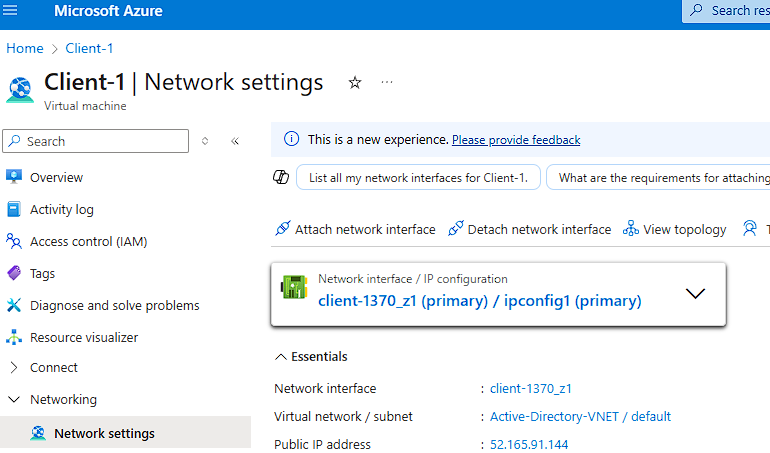 Microsoft Azure
Search res
Home > Client-1
Client-1 | Network settings
Virtual machine
Search
This is a new experience. Please provide feedback
List all my network interfaces for Client-1.
What are the requirements for attaching
Overview
Activity log
Access control (IAM)
Tags
Diagnose and solve problems
Resource visualizer
Connect
Networking
Network settings
Attach network interface
Detach network interface
View topology
T
Network interface / IP configuration
client-1370_z1 (primary) / ipconfig1 (primary)
Essentials
Network interface : client-1370_z1
Virtual network / subnet : Active-Directory-VNET / default
Public IP address : 52.165.91.144